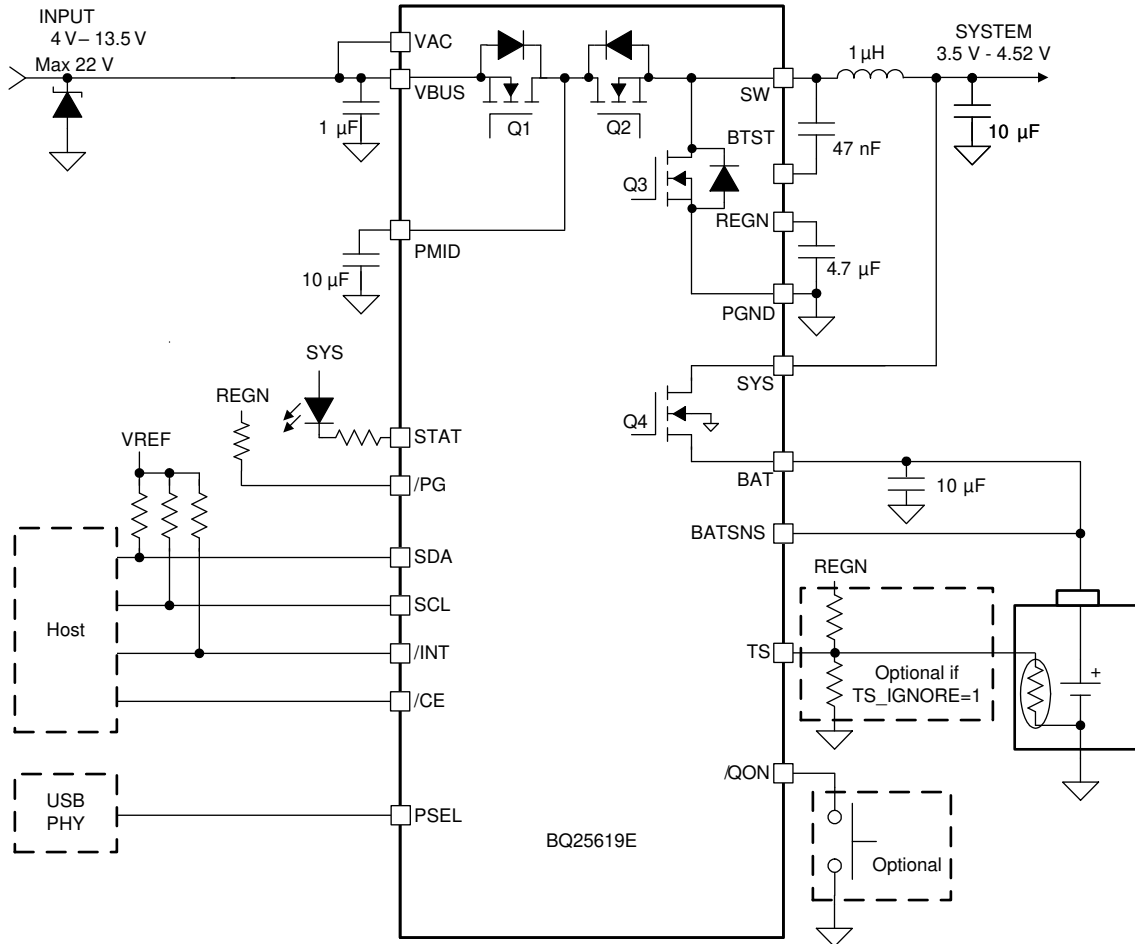 INPUT
4 V – 13.5 V
Max 22 V
VAC
VBUS
1 µF
Q1
Q2
SW
1 µH
SYSTEM
3.5 V - 4.52 V
10 µF
BTST
47 nF
Q3
REGN
4.7 µF
PMID
10 µF
PGND
SYS
SYS
REGN
Q4
VREF
STAT
BAT
/PG
10 µF
BATSNS
SDA
REGN
SCL
Host
/INT
TS
Optional if
TS_IGNORE=1
+
/CE
/QON
USB
PHY
PSEL
BQ25619E
Optional